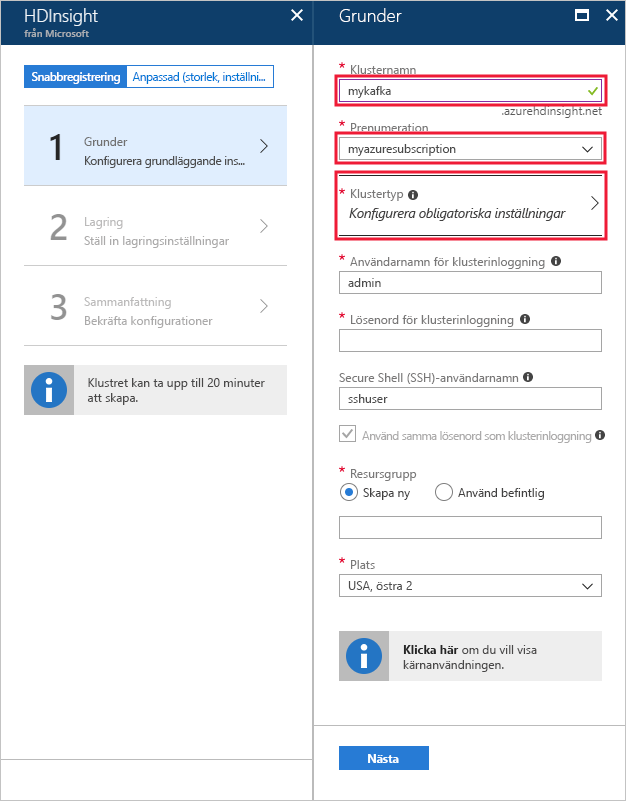 HDInsight
från Microsoft
Snabbregistrering
Anpassad (storlek, inställni...
1
Grunder
Konfigurera grundläggande ins...
2
Lagring
Ställ in lagringsinställningar
3
Sammanfattning
Bekräfta konfigurationer
Klustret kan ta upp till 20 minuter
att skapa.
Grunder
* Klusternamn
mykafka
.azurehdinsight.net
* Prenumeration
myazuresubscription
* Klustertyp
Konfigurera obligatoriska inställningar
* Användarnamn för klusterinloggning
admin
* Lösenord för klusterinloggning
Secure Shell (SSH)-användarnamn
sshuser
Använd samma lösenord som klusterinloggning
* Resursgrupp
Skapa ny
Använd befintlig
* Plats
USA, östra 2
Klicka här om du vill visa
kärnanvändningen.
Nästa